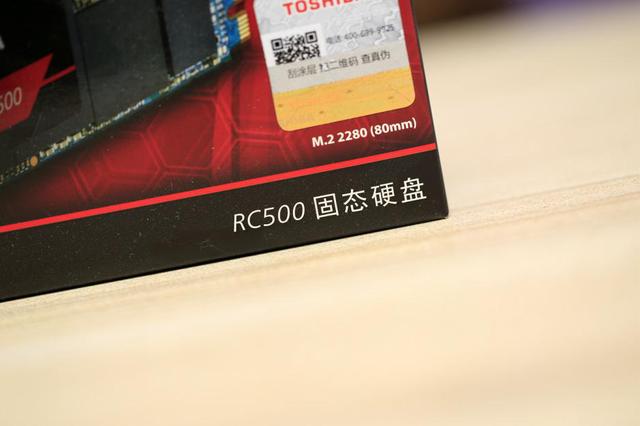 TOSHIBA
电话 400-699-9925
刮涂层 扫二维码 查真伪
500
M.2 2280 (80mm)
RC500 固态硬盘